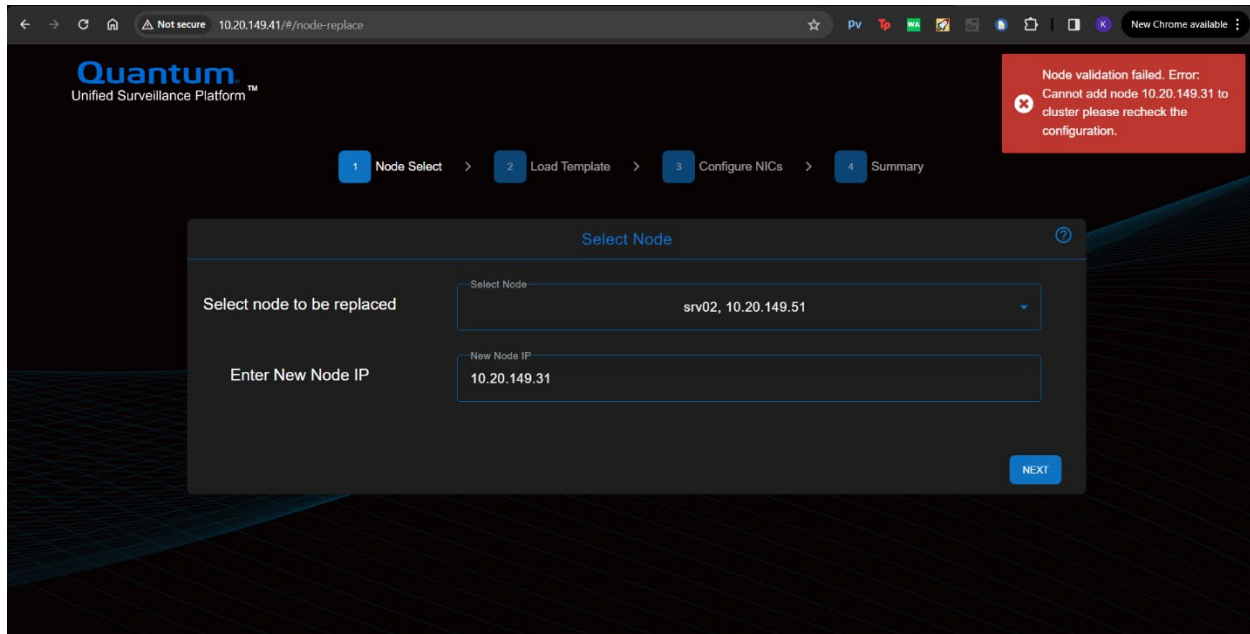 Not secure 10.20.149.41/#/node-replace
Pv Tp WA K New Chrome available
Quantum.
Unified Surveillance Platform™
Node validation failed. Error:
Cannot add node 10.20.149.31 to
cluster please recheck the
configuration.
1 Node Select > 2 Load Template > 3 Configure NICs > 4 Summary
Select Node
Select Node
Select node to be replaced
srv02, 10.20.149.51
New Node IP
Enter New Node IP
10.20.149.31
NEXT